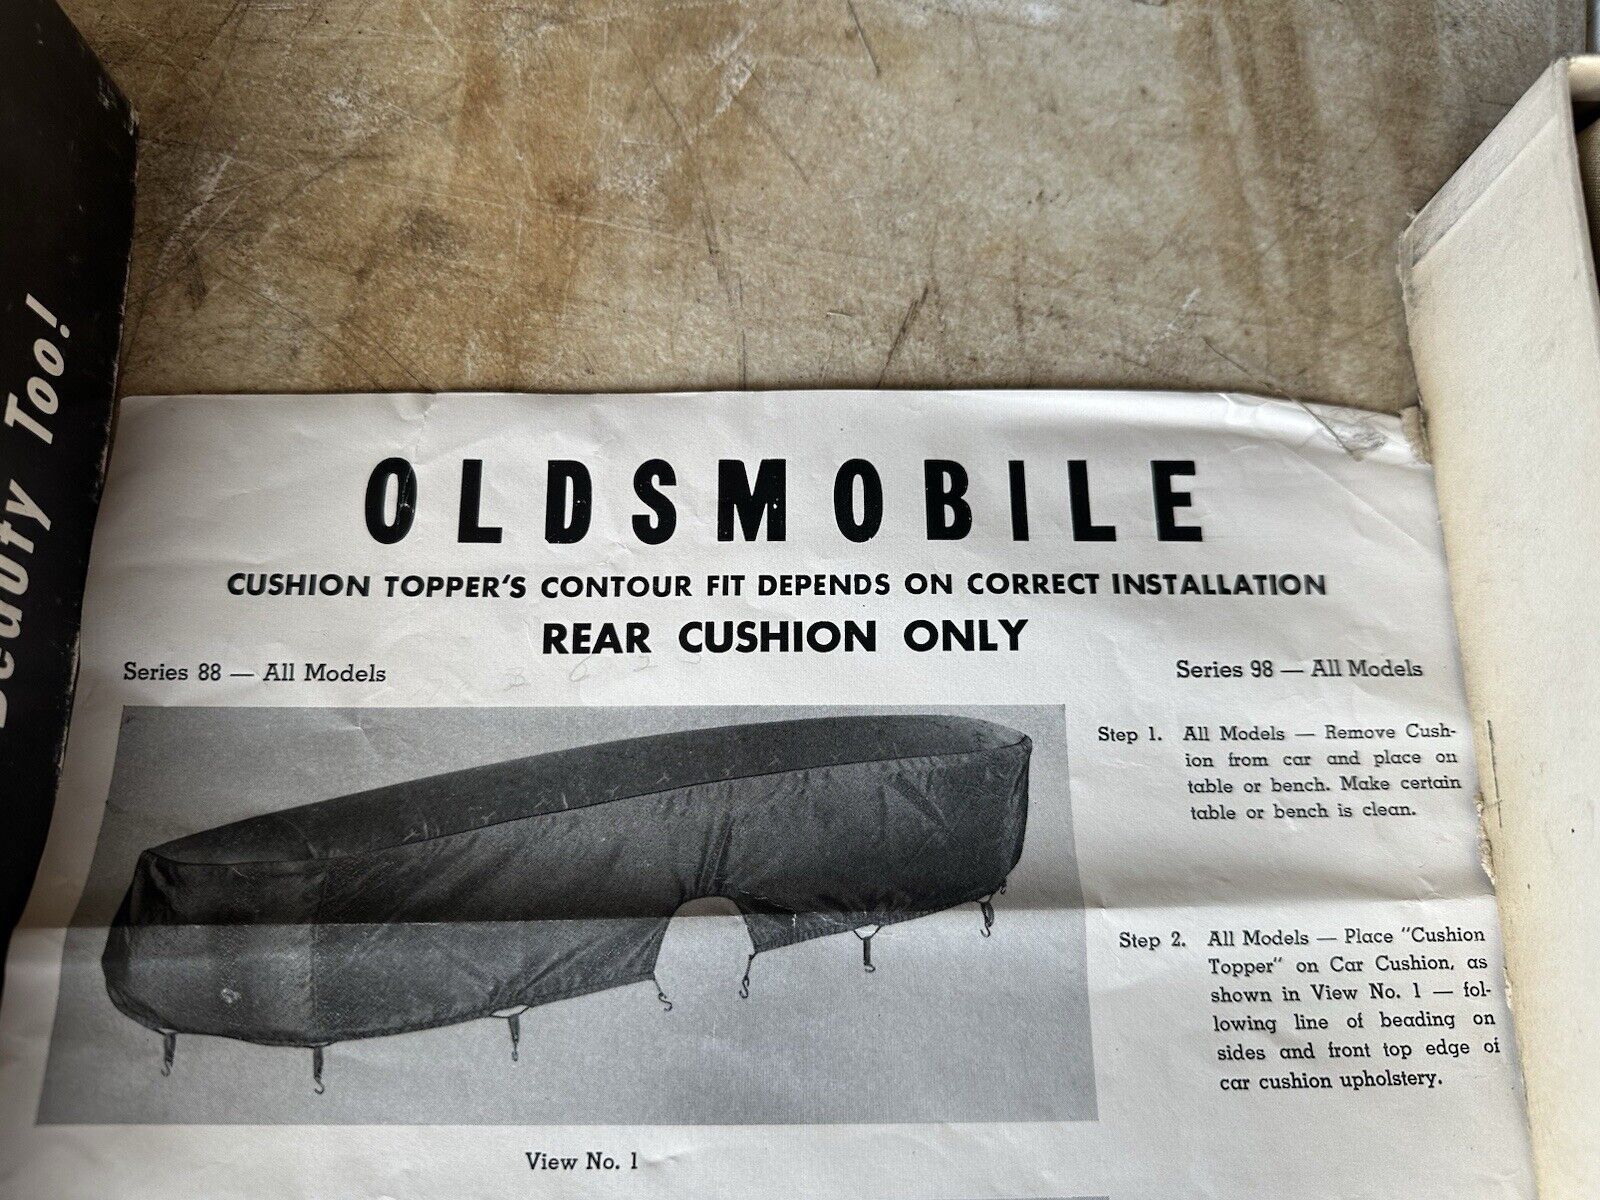 Beauty Too!
OLDSMOBILE
CUSHION TOPPER'S CONTOUR FIT DEPENDS ON CORRECT INSTALLATION
REAR CUSHION ONLY
Series 88 — All Models
Series 98 — All Models
Step 1. All Models — Remove Cush-
ion from car and place on
table or bench. Make certain
table or bench is clean.
Step 2. All Models — Place "Cushion
Topper" on Car Cushion, as
shown in View No. 1 — fol-
lowing line of beading on
sides and front top edge of
car cushion upholstery.
View No. 1